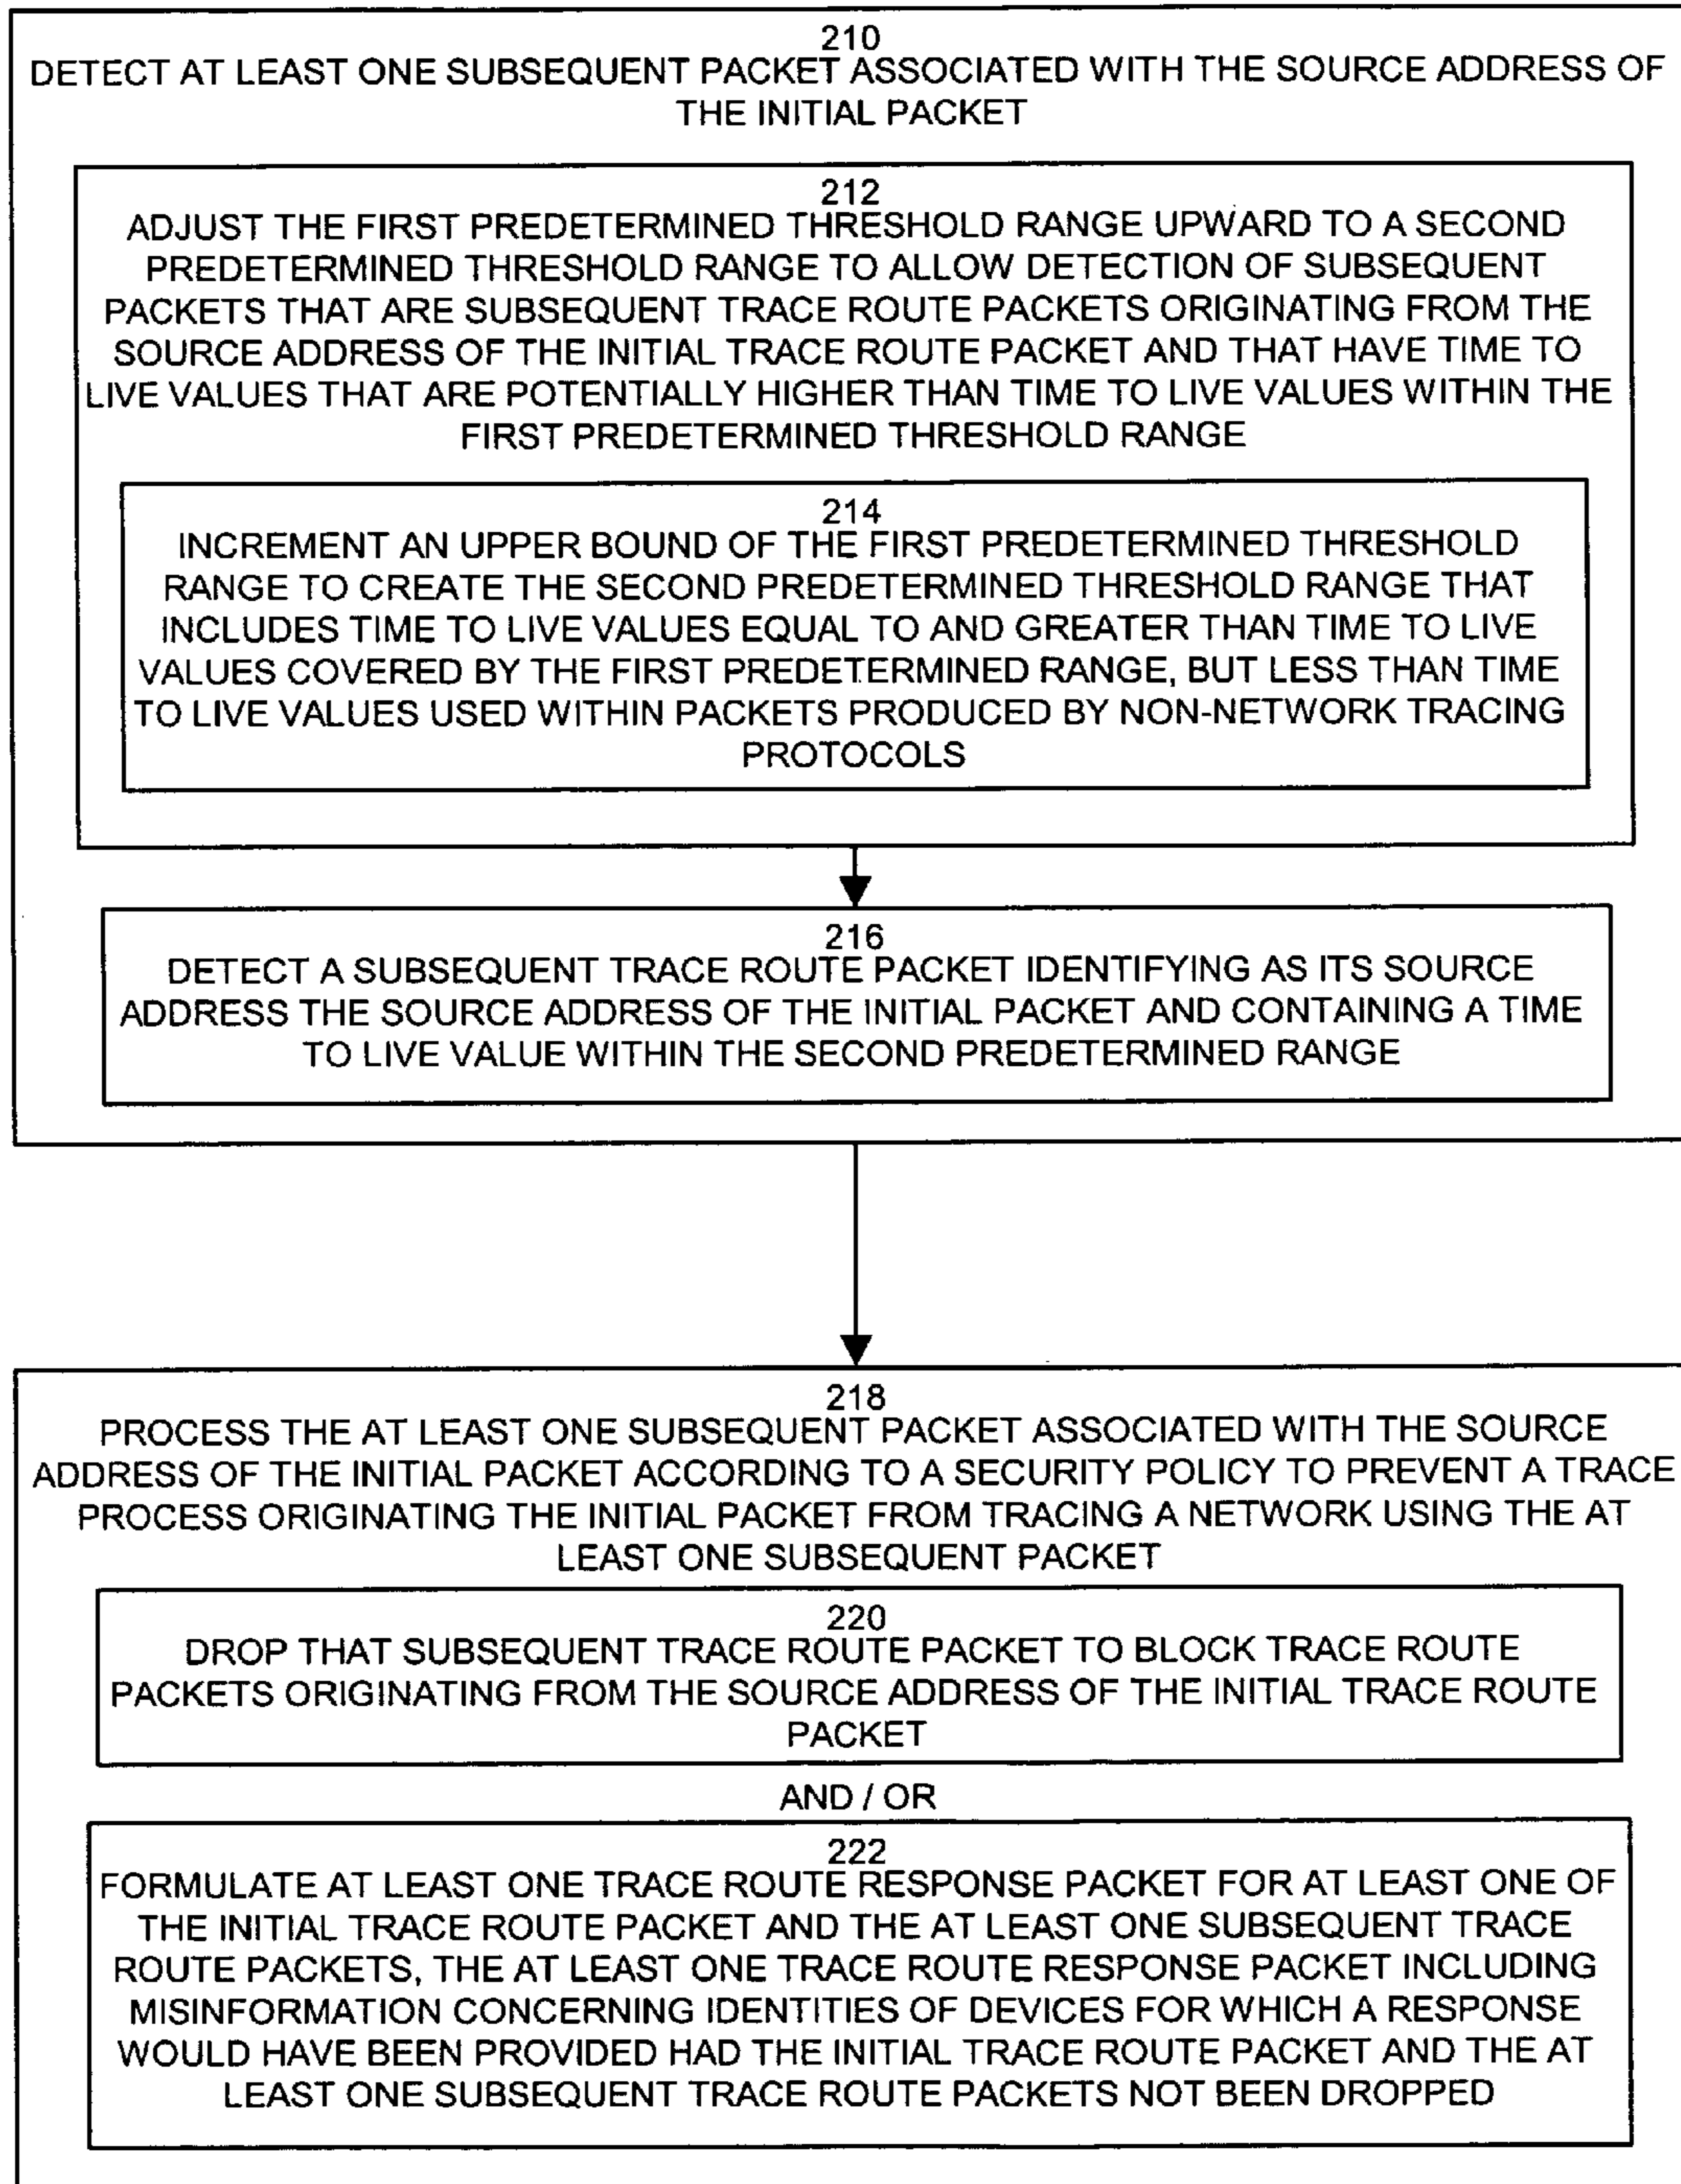 210
DETECT AT LEAST ONE SUBSEQUENT PACKET ASSOCIATED WITH THE SOURCE ADDRESS OF
THE INITIAL PACKET
212
ADJUST THE FIRST PREDETERMINED THRESHOLD RANGE UPWARD TO A SECOND
PREDETERMINED THRESHOLD RANGE TO ALLOW DETECTION OF SUBSEQUENT
PACKETS THAT ARE SUBSEQUENT TRACE ROUTE PACKETS ORIGINATING FROM THE
SOURCE ADDRESS OF THE INITIAL TRACE ROUTE PACKET AND THAT HAVE TIME TO
LIVE VALUES THAT ARE POTENTIALLY HIGHER THAN TIME TO LIVE VALUES WITHIN THE
FIRST PREDETERMINED THRESHOLD RANGE
214
INCREMENT AN UPPER BOUND OF THE FIRST PREDETERMINED THRESHOLD
RANGE TO CREATE THE SECOND PREDETERMINED THRESHOLD RANGE THAT
INCLUDES TIME TO LIVE VALUES EQUAL TO AND GREATER THAN TIME TO LIVE
VALUES COVERED BY THE FIRST PREDETERMINED RANGE, BUT LESS THAN TIME
TO LIVE VALUES USED WITHIN PACKETS PRODUCED BY NON-NETWORK TRACING
PROTOCOLS
216
DETECT A SUBSEQUENT TRACE ROUTE PACKET IDENTIFYING AS ITS SOURCE
ADDRESS THE SOURCE ADDRESS OF THE INITIAL PACKET AND CONTAINING A TIME
TO LIVE VALUE WITHIN THE SECOND PREDETERMINED RANGE
218
PROCESS THE AT LEAST ONE SUBSEQUENT PACKET ASSOCIATED WITH THE SOURCE
ADDRESS OF THE INITIAL PACKET ACCORDING TO A SECURITY POLICY TO PREVENT A TRACE
PROCESS ORIGINATING THE INITIAL PACKET FROM TRACING A NETWORK USING THE AT
LEAST ONE SUBSEQUENT PACKET
220
DROP THAT SUBSEQUENT TRACE ROUTE PACKET TO BLOCK TRACE ROUTE
PACKETS ORIGINATING FROM THE SOURCE ADDRESS OF THE INITIAL TRACE ROUTE
PACKET
AND / OR
222
FORMULATE AT LEAST ONE TRACE ROUTE RESPONSE PACKET FOR AT LEAST ONE OF
THE INITIAL TRACE ROUTE PACKET AND THE AT LEAST ONE SUBSEQUENT TRACE
ROUTE PACKETS, THE AT LEAST ONE TRACE ROUTE RESPONSE PACKET INCLUDING
MISINFORMATION CONCERNING IDENTITIES OF DEVICES FOR WHICH A RESPONSE
WOULD HAVE BEEN PROVIDED HAD THE INITIAL TRACE ROUTE PACKET AND THE AT
LEAST ONE SUBSEQUENT TRACE ROUTE PACKETS NOT BEEN DROPPED